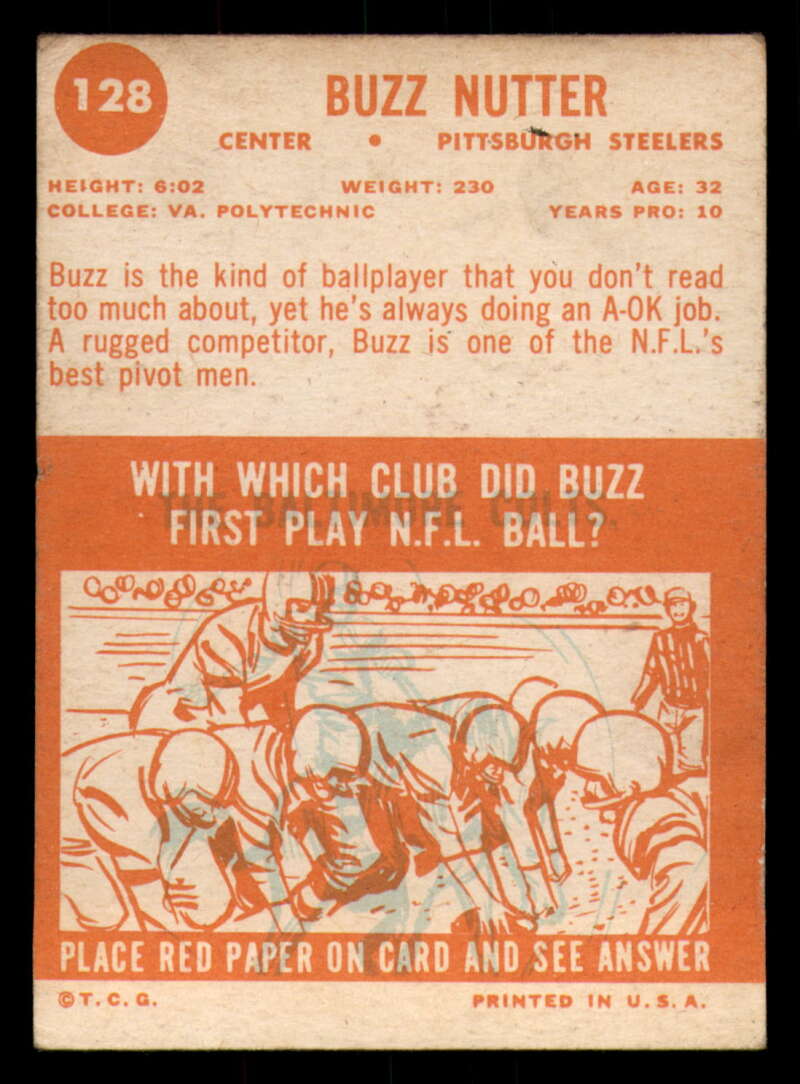 128
BUZZ NUTTER
CENTER • PITTSBURGH STEELERS
HEIGHT: 6:02 WEIGHT: 230 AGE: 32
COLLEGE: VA. POLYTECHNIC YEARS PRO: 10
Buzz is the kind of ballplayer that you don't read
too much about, yet he's always doing an A-OK job.
A rugged competitor, Buzz is one of the N.F.L.'s
best pivot men.
WITH WHICH CLUB DID BUZZ
THE BALTIMORE COLTS.
FIRST PLAY N.F.L. BALL?
PLACE RED PAPER ON CARD AND SEE ANSWER
©T.C.G. PRINTED IN U.S.A.